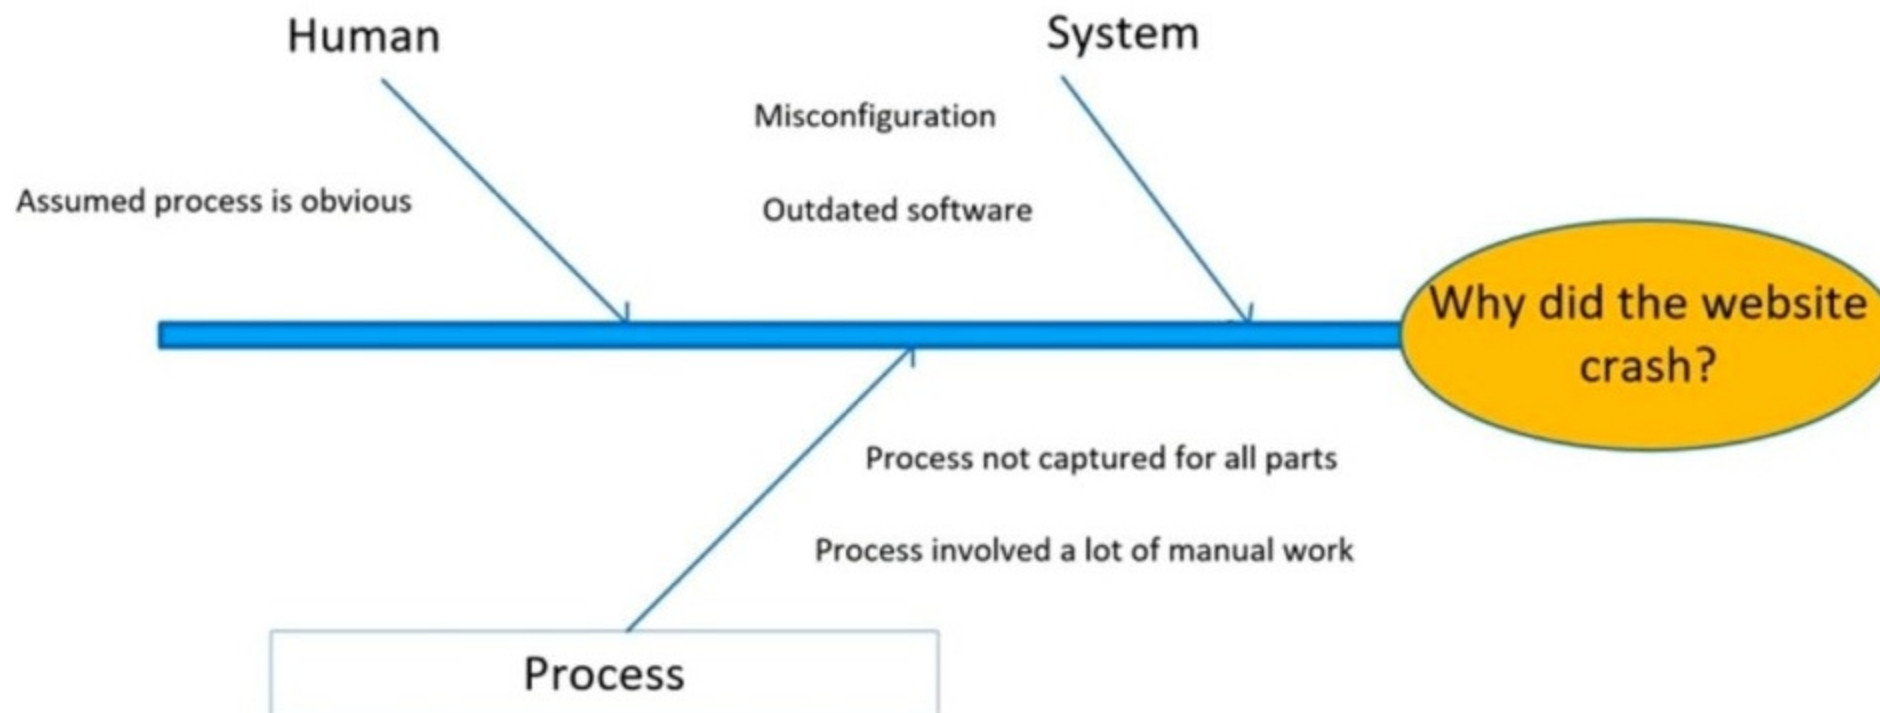 Human
System
Misconfiguration
Assumed process is obvious
Outdated software
Why did the website
crash?
Process not captured for all parts
Process involved a lot of manual work
Process